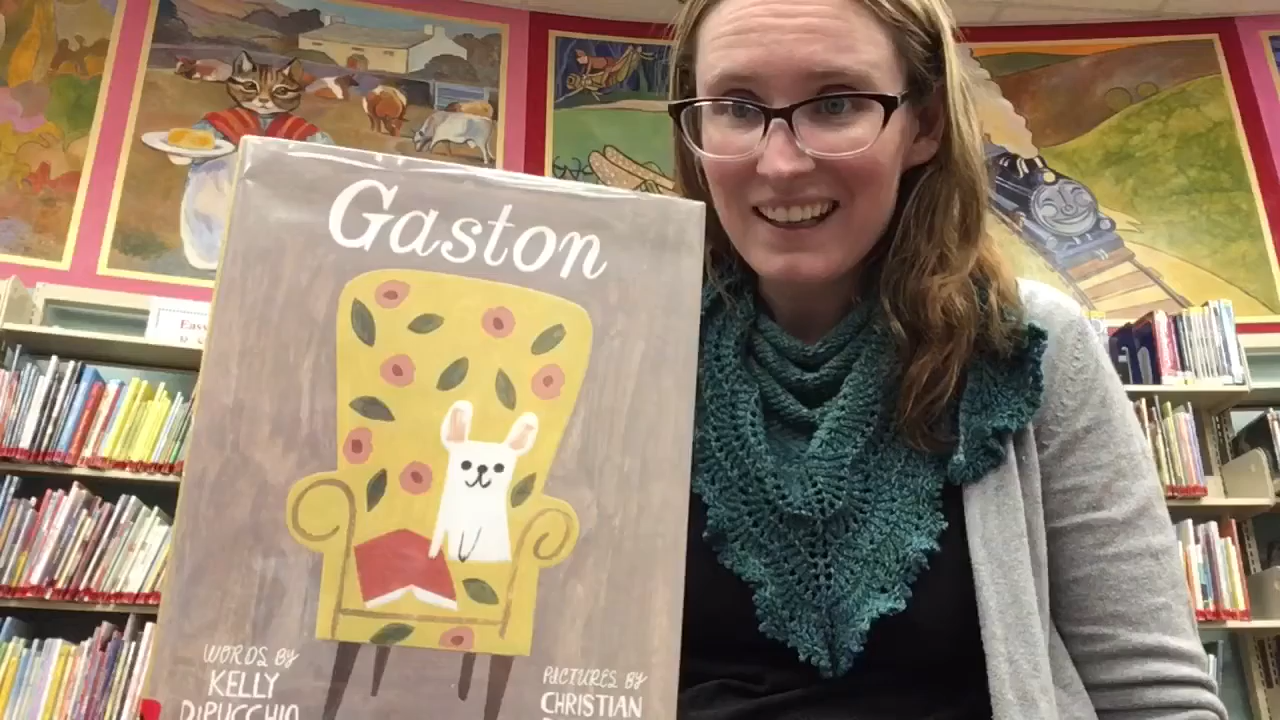 Gaston
WORDS BY
KELLY
DiPUCCHIO
PICTURES BY
CHRISTIAN